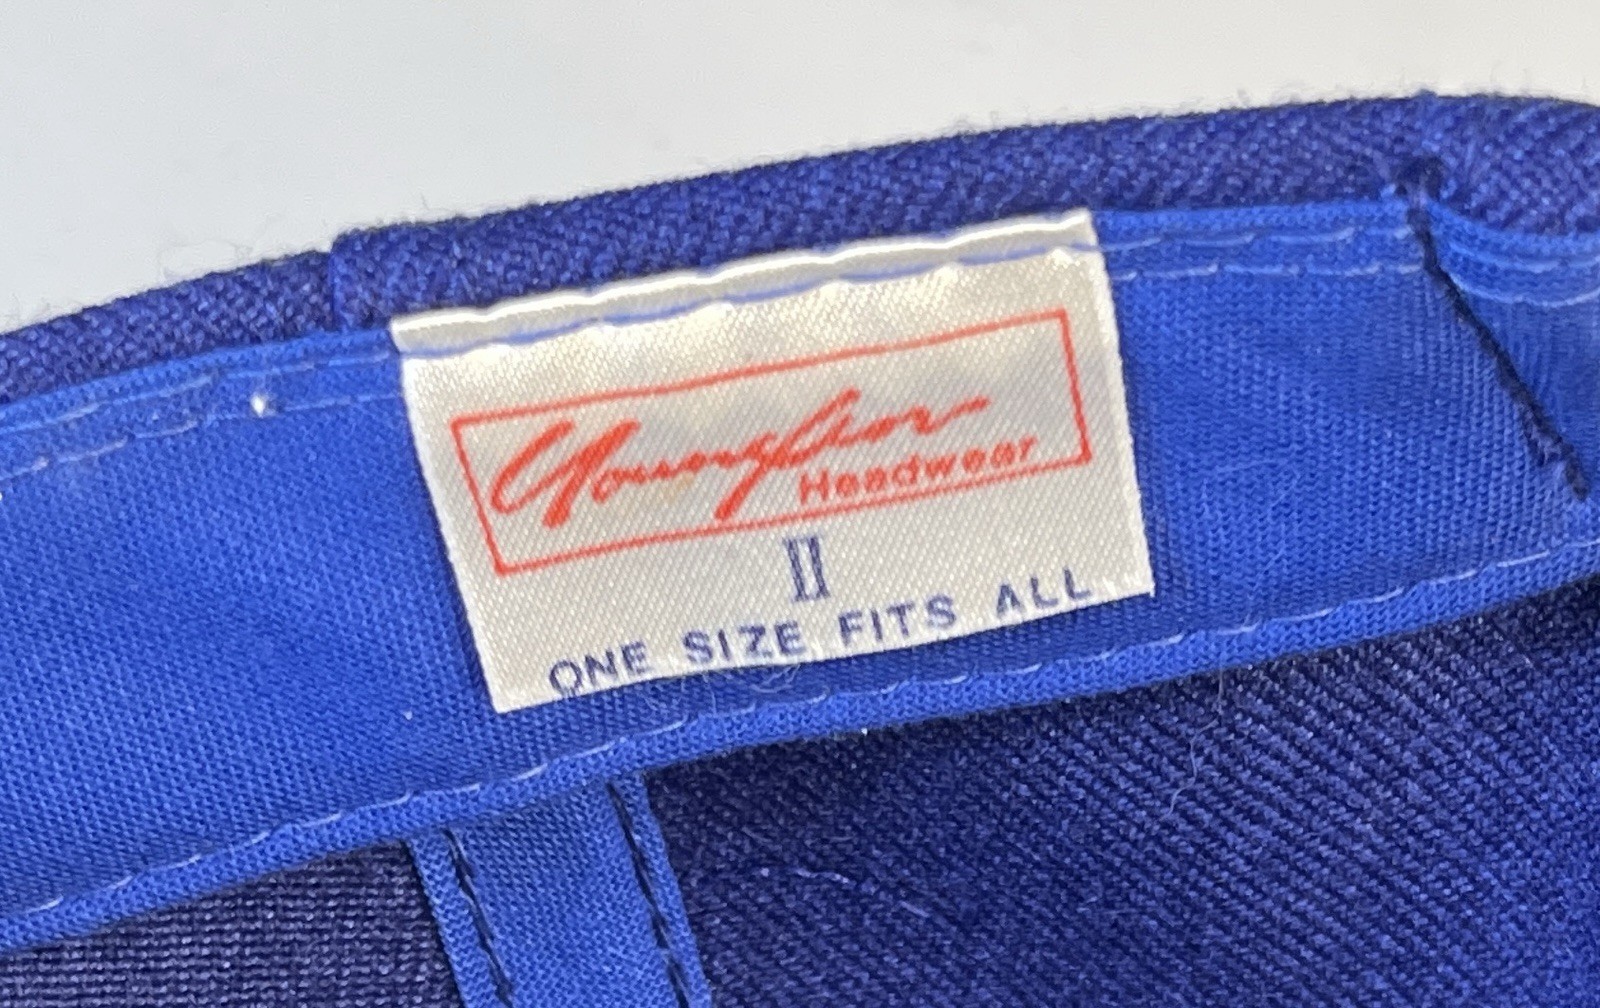 YoungAn
Headwear
II
ONE SIZE FITS ALL